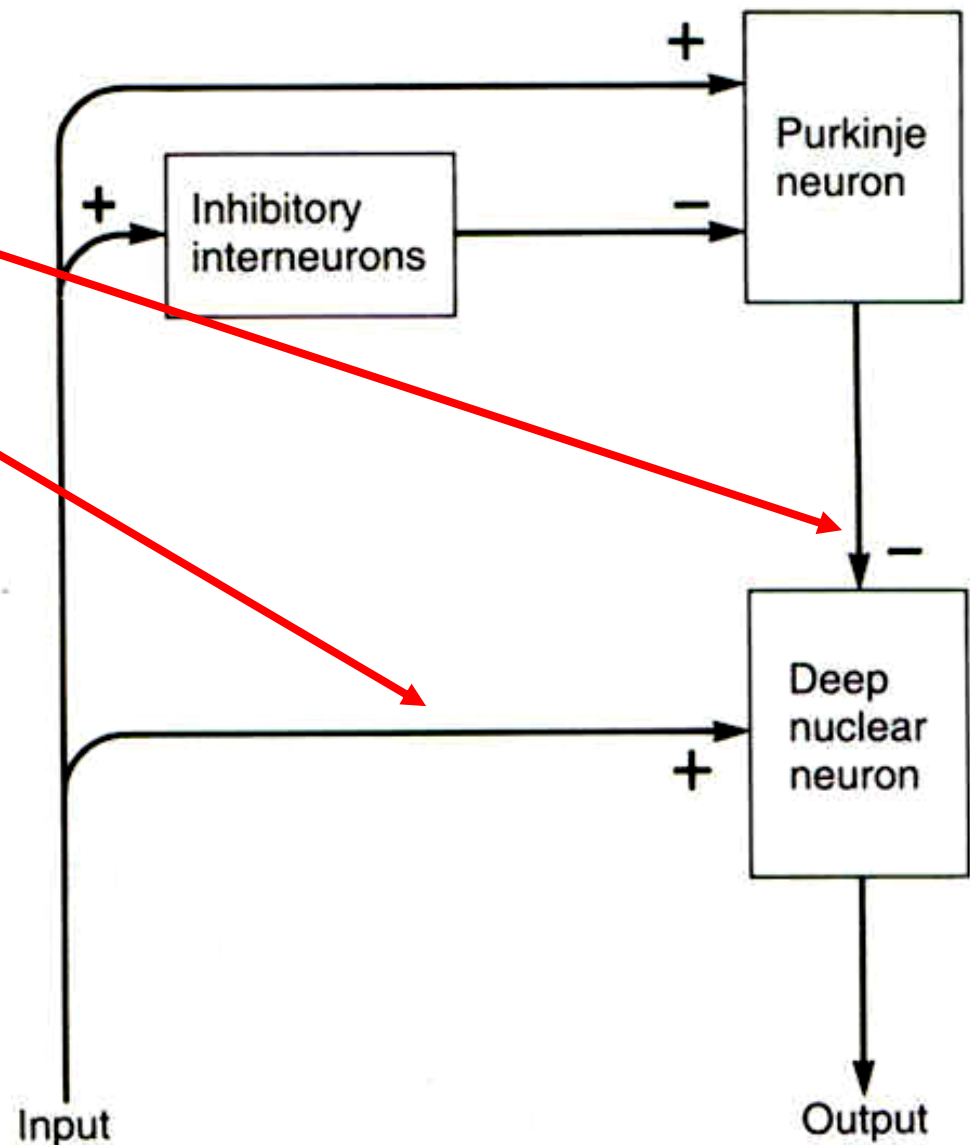 +
Purkinje
neuron
+
Inhibitory
interneurons
−
−
Deep
nuclear
neuron
+
Input
Output